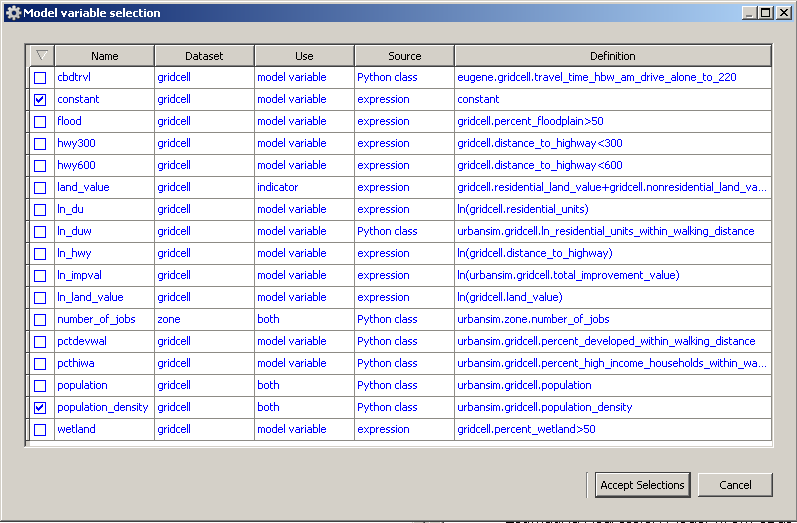 Model variable selection
Name Dataset Use Source Definition
cbdtrvl gridcell model variable Python class eugene.gridcell.travel_time_hbw_am_drive_alone_to_220
constant gridcell model variable expression constant
flood gridcell model variable expression gridcell.percent_floodplain>50
hwy300 gridcell model variable expression gridcell.distance_to_highway<300
hwy600 gridcell model variable expression gridcell.distance_to_highway<600
land_value gridcell indicator expression gridcell.residential_land_value+gridcell.nonresidential_land_va...
ln_du gridcell model variable expression ln(gridcell.residential_units)
ln_duw gridcell model variable Python class urbansim.gridcell.ln_residential_units_within_walking_distance
ln_hwy gridcell model variable expression ln(gridcell.distance_to_highway)
ln_impval gridcell model variable expression ln(urbansim.gridcell.total_improvement_value)
ln_land_value gridcell model variable expression ln(gridcell.land_value)
number_of_jobs zone both Python class urbansim.zone.number_of_jobs
pctdevwal gridcell model variable Python class urbansim.gridcell.percent_developed_within_walking_distance
pcthiwa gridcell model variable Python class urbansim.gridcell.percent_high_income_households_within_wa...
population gridcell both Python class urbansim.gridcell.population
population_density gridcell both Python class urbansim.gridcell.population_density
wetland gridcell model variable expression gridcell.percent_wetland>50
Accept Selections Cancel